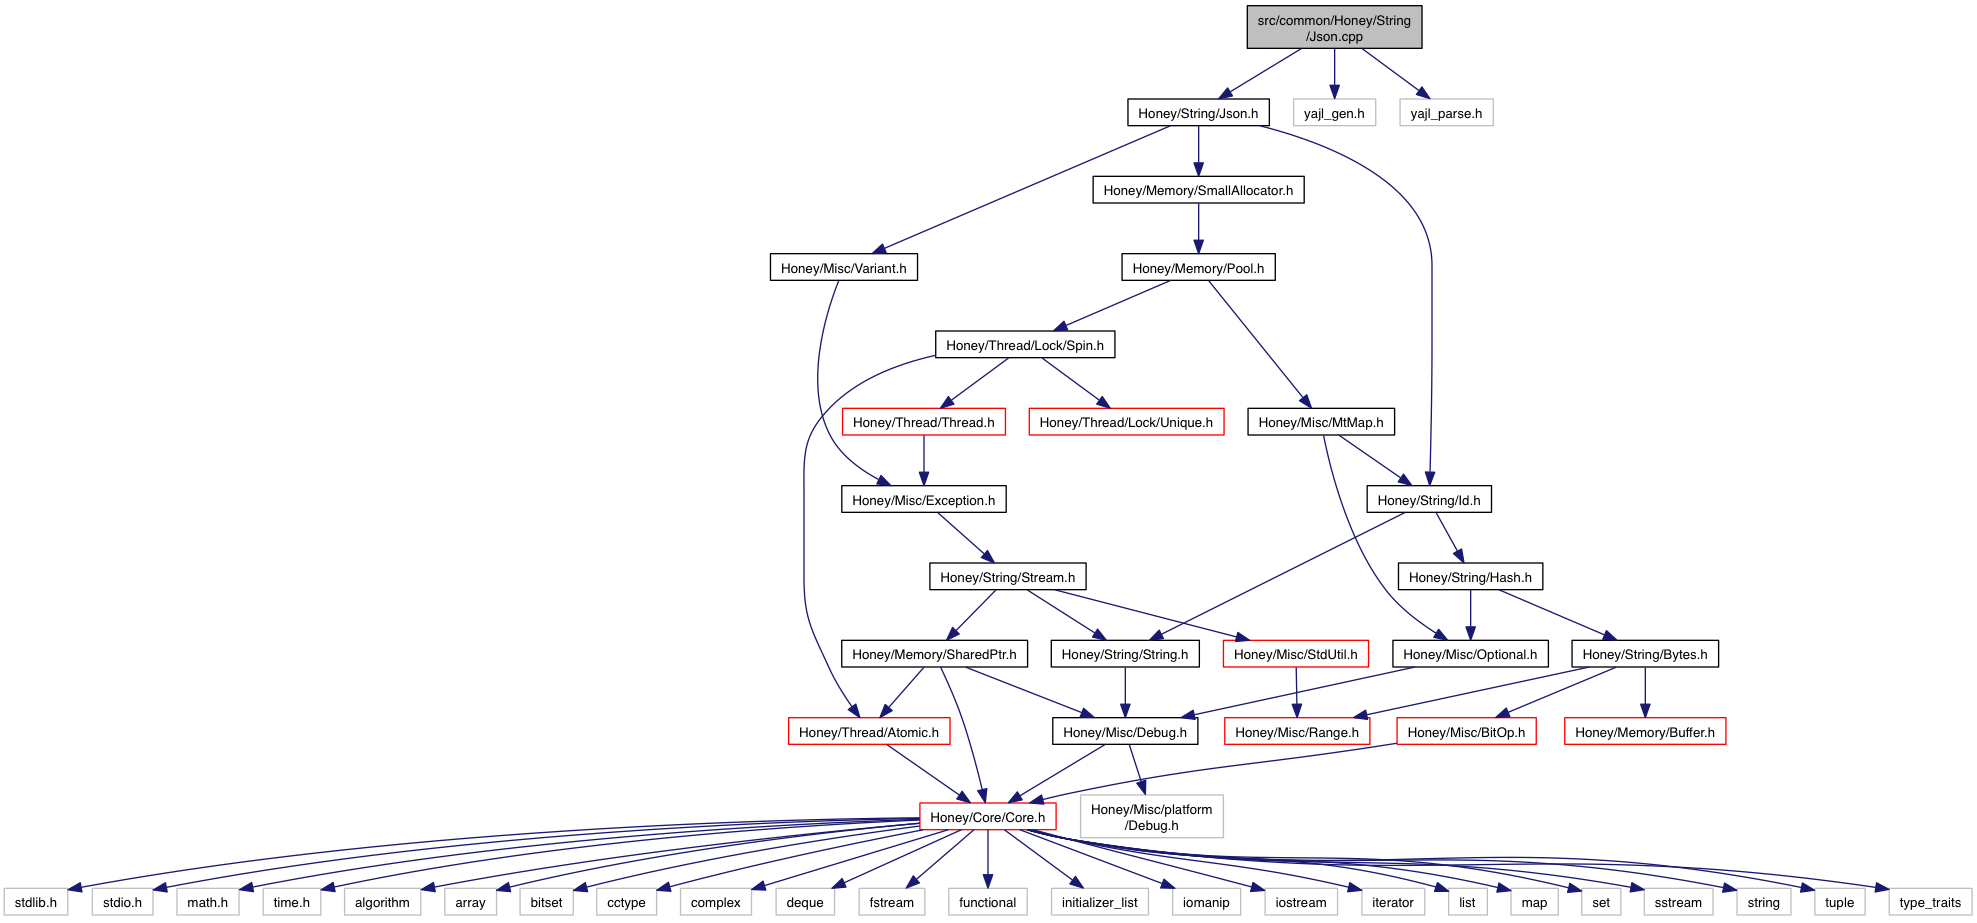 src/common/Honey/String
/Json.cpp
Honey/String/Json.h
yajl_gen.h
yajl_parse.h
Honey/Memory/SmallAllocator.h
Honey/Misc/Variant.h
Honey/Memory/Pool.h
Honey/Thread/Lock/Spin.h
Honey/Thread/Thread.h
Honey/Thread/Lock/Unique.h
Honey/Misc/MtMap.h
Honey/Misc/Exception.h
Honey/String/Id.h
Honey/String/Stream.h
Honey/String/Hash.h
Honey/Memory/SharedPtr.h
Honey/String/String.h
Honey/Misc/StdUtil.h
Honey/Misc/Optional.h
Honey/String/Bytes.h
Honey/Thread/Atomic.h
Honey/Misc/Debug.h
Honey/Misc/Range.h
Honey/Misc/BitOp.h
Honey/Memory/Buffer.h
Honey/Core/Core.h
Honey/Misc/platform
/Debug.h
stdlib.h
stdio.h
math.h
time.h
algorithm
array
bitset
cctype
complex
deque
fstream
functional
initializer_list
iomanip
iostream
iterator
list
map
set
sstream
string
tuple
type_traits